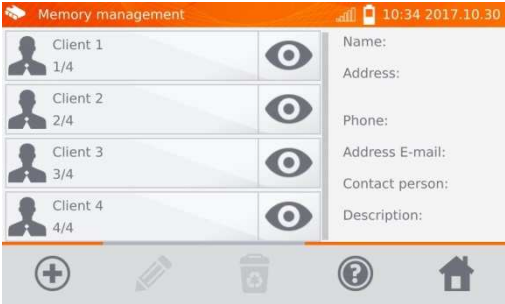 Memory management
10:34 2017.10.30
Client 1
1/4
Client 2
2/4
Client 3
3/4
Client 4
4/4
Name:
Address:
Phone:
Address E-mail:
Contact person:
Description: